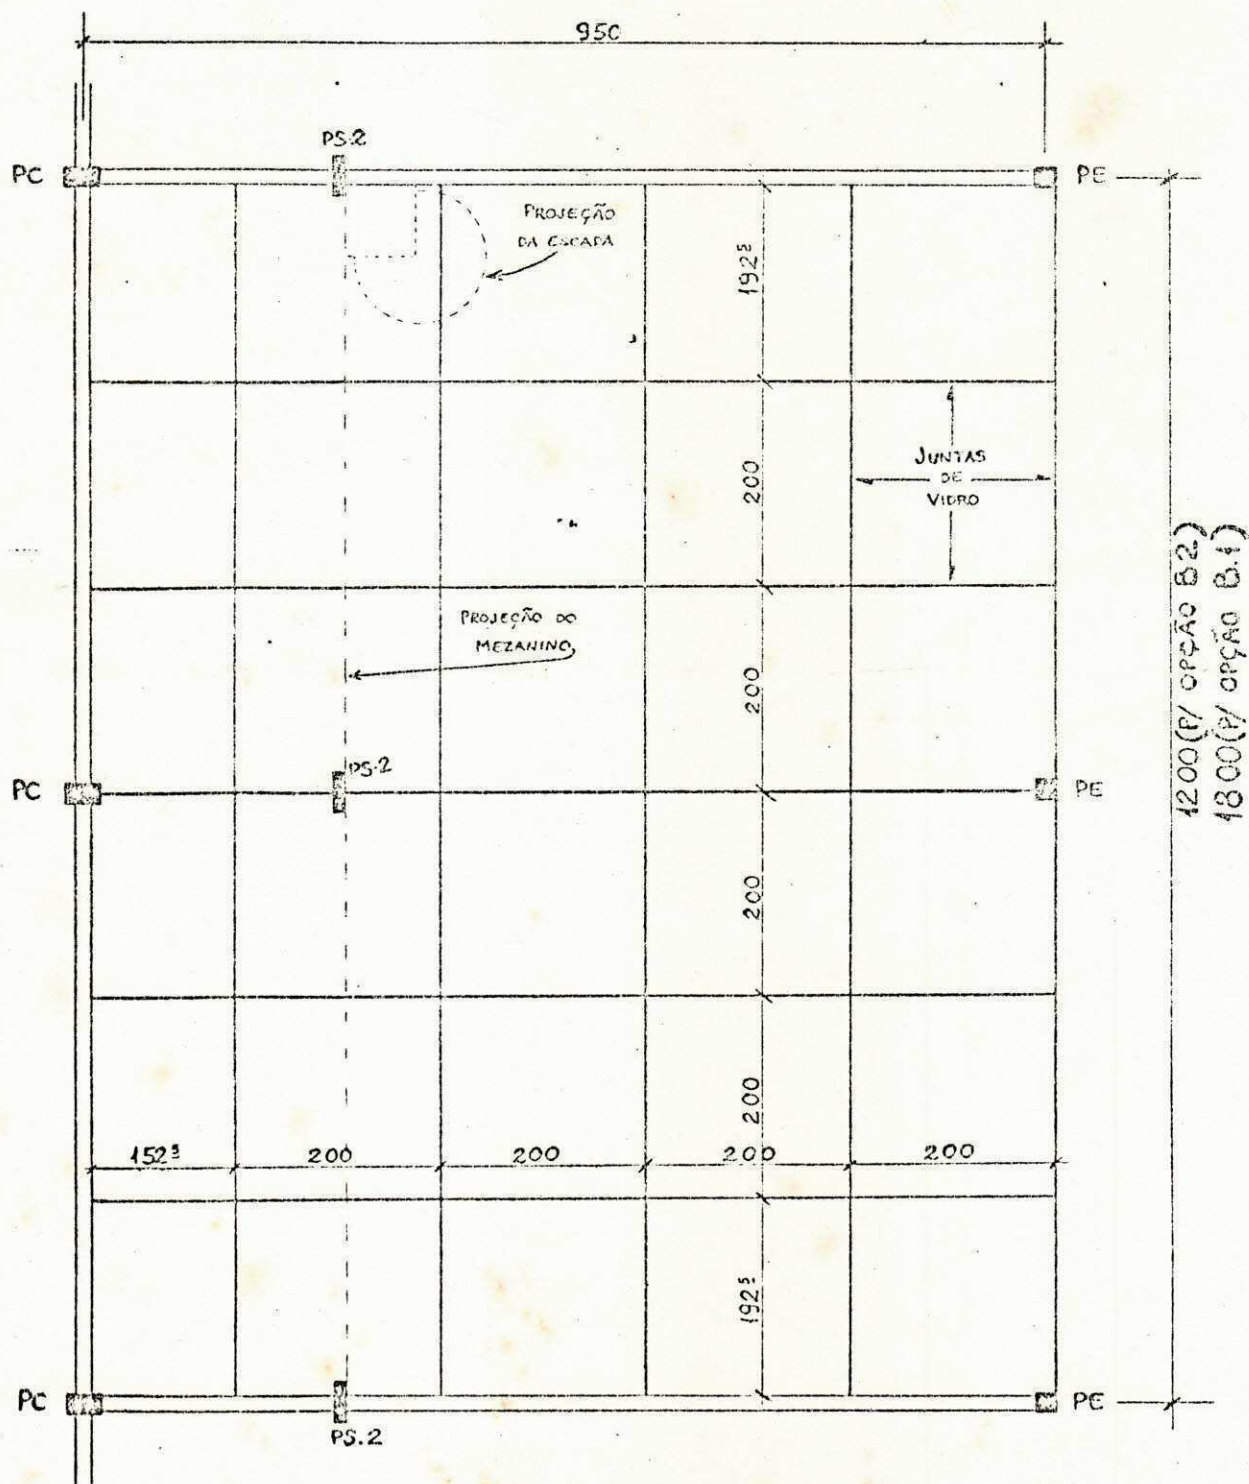 950
PS.2
PC
PE
PROJEÇÃO
DA ESCADA
192⁵
JUNTAS
DE
VIDRO
200
1200 (P/ OPÇÃO B2)
1800 (P/ OPÇÃO B.1)
PROJEÇÃO DO
MEZANINO
200
PS.2
PC
PE
200
200
152⁵
200
200
200
200
192⁵
PC
PE
PS.2